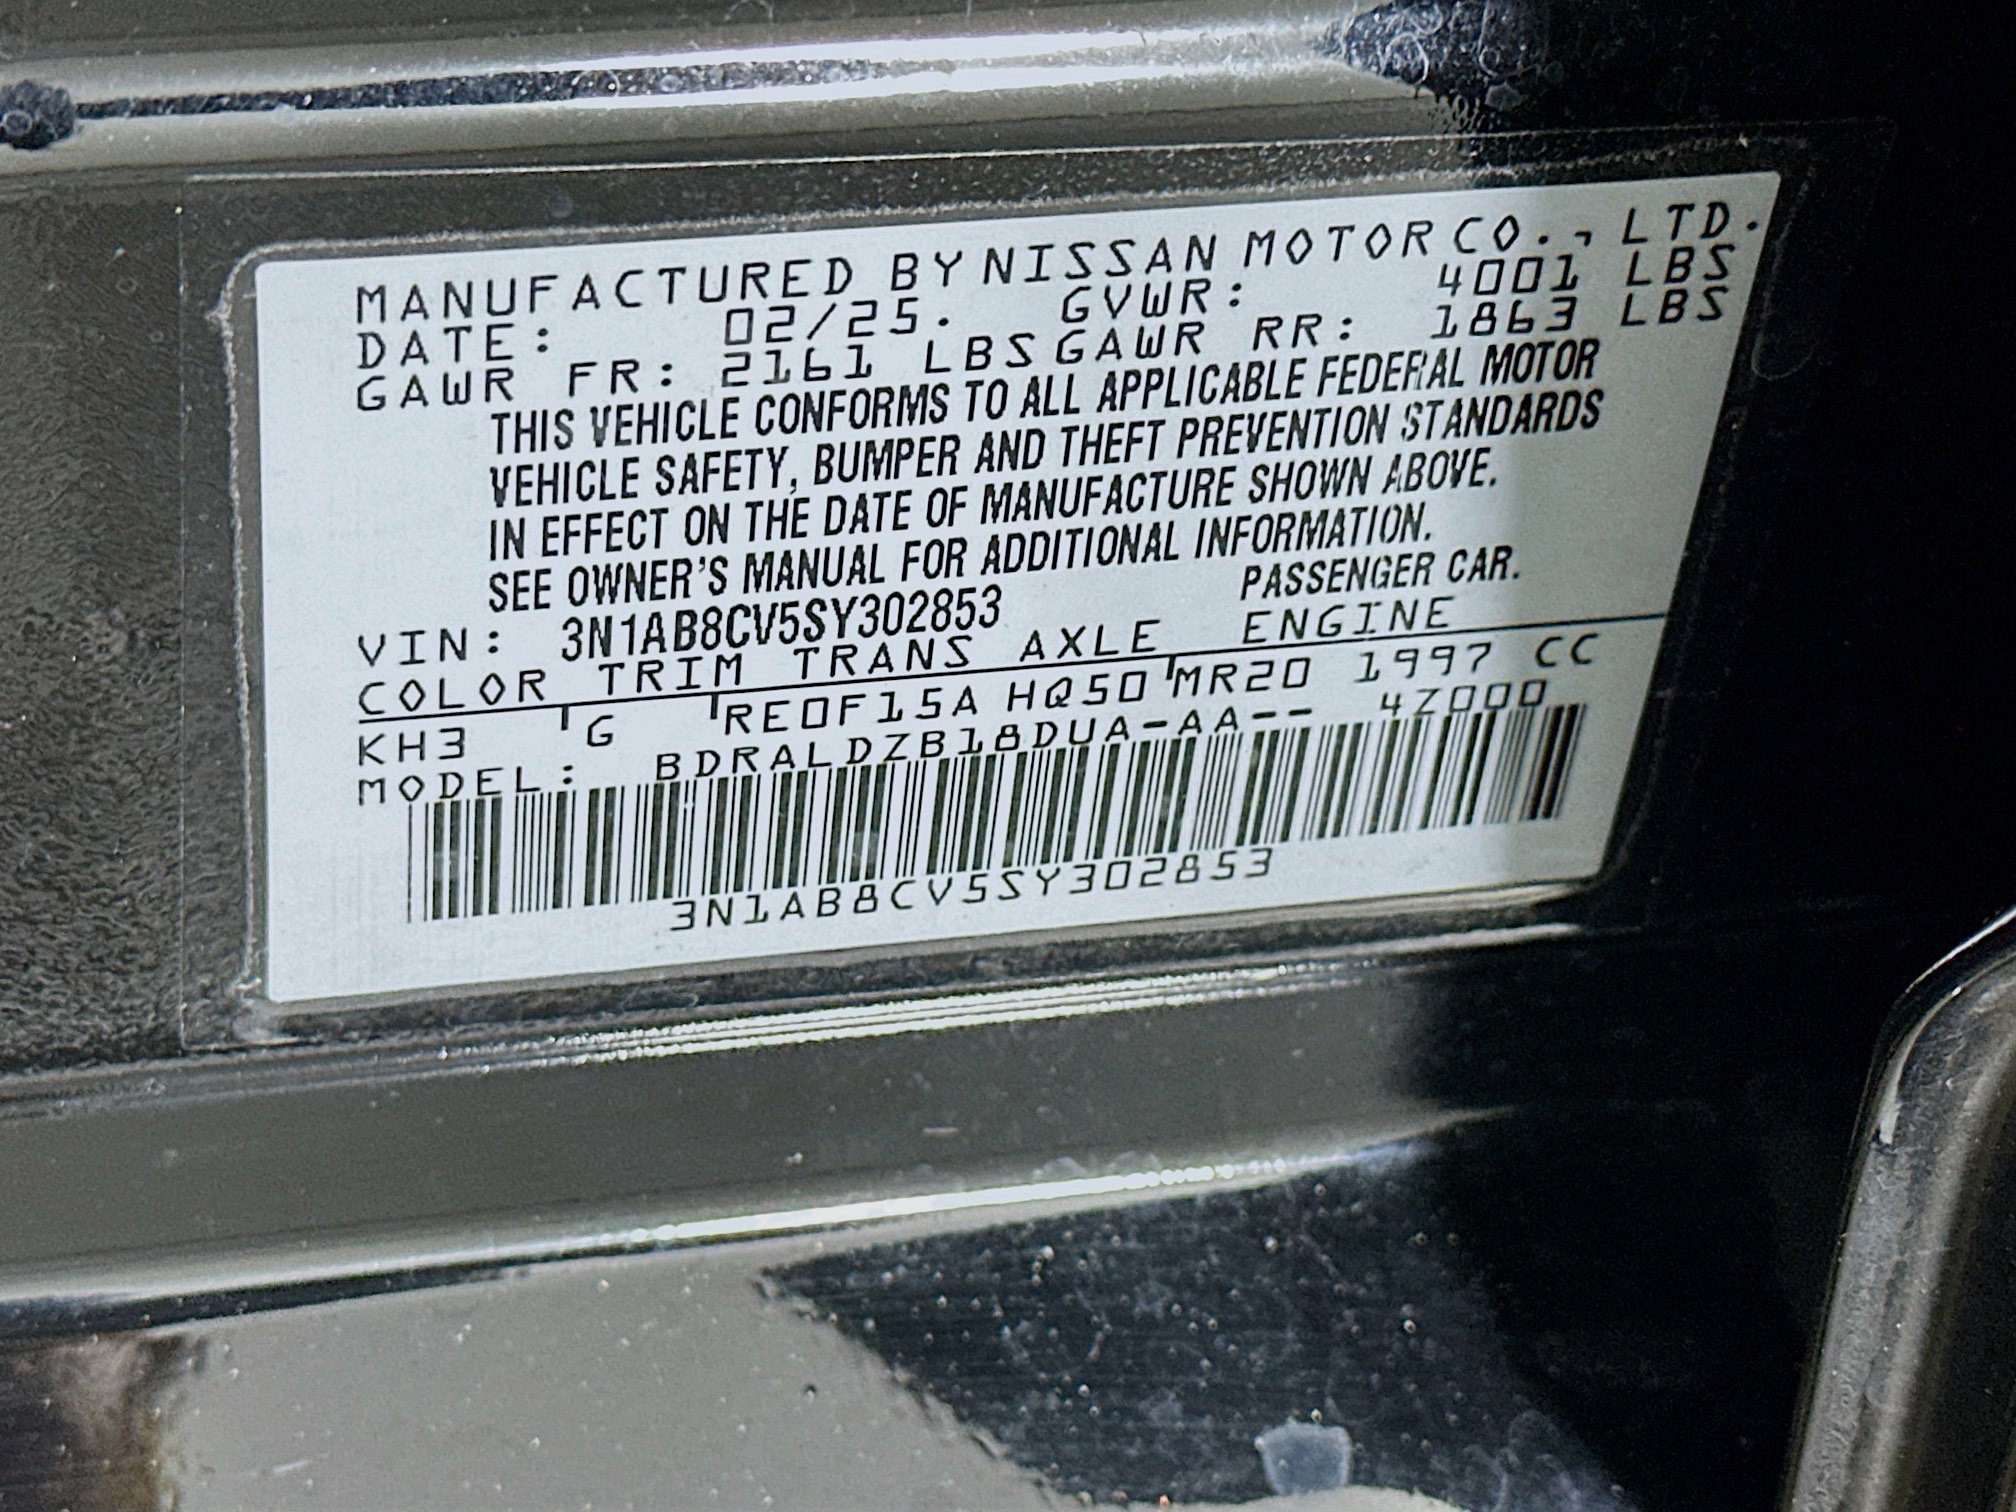 MANUFACTURED BY NISSAN MOTOR CO., LTD.
DATE: 02/25. GVWR: 4001 LBS
GAWR FR: 2161 LBS GAWR RR: 1863 LBS
THIS VEHICLE CONFORMS TO ALL APPLICABLE FEDERAL MOTOR
VEHICLE SAFETY, BUMPER AND THEFT PREVENTION STANDARDS
IN EFFECT ON THE DATE OF MANUFACTURE SHOWN ABOVE.
SEE OWNER'S MANUAL FOR ADDITIONAL INFORMATION.
VIN: 3N1AB8CV5SY302853 PASSENGER CAR.
COLOR TRIM TRANS AXLE ENGINE
KH3 G RE0F15A HQ50 MR20 1997 CC
MODEL: BDRALDZB18DUA-AA-- 4Z000
3N1AB8CV5SY302853